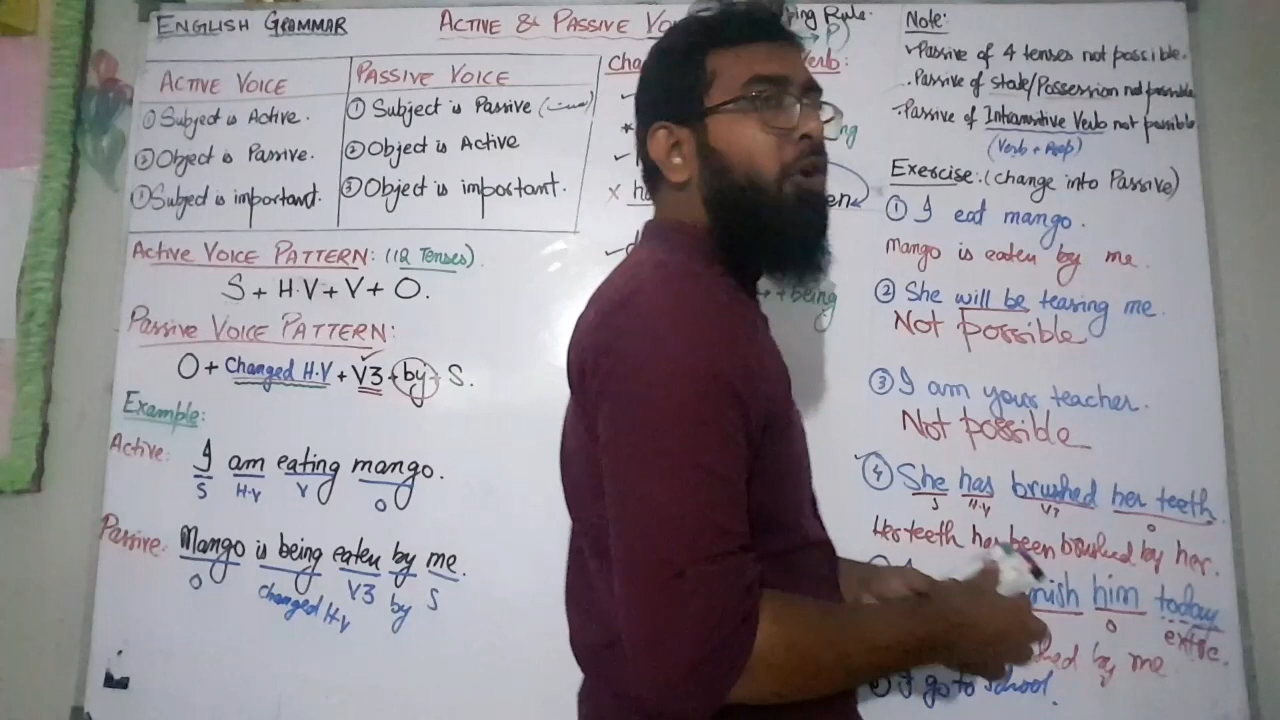 ENGLISH GRAMMAR
ACTIVE & PASSIVE
ACTIVE VOICE
① Subject is Active.
② Object is Passive.
① Subject is important.
PASSIVE VOICE
① Subject is Passive
② Object is Active
③ Object is important.
ACTIVE VOICE PATTERN: (12 Tenses).
S + H.V + V + O.
PASSIVE VOICE PATTERN:
O + Changed H.V + V3 + by + S.
Example:
Active: I am eating mango.
S H.V V O
Passive: Mango is being eaten by me.
O changed H.V V3 by S
Rule.
Verb:
+ being
Note:
Passive of 4 tenses not possible.
Passive of state/Possession not possible
Passive of Intransitive Verb not possible
(Verb + Prep)
Exercise: (change into Passive)
① I eat mango.
mango is eaten by me.
② She will be teasing me.
Not possible
③ I am your teacher.
Not possible
④ She has brushed her teeth.
S H.V V3 O
Her teeth has been brushed by her.
him today
O extra.
by me
I go to school.